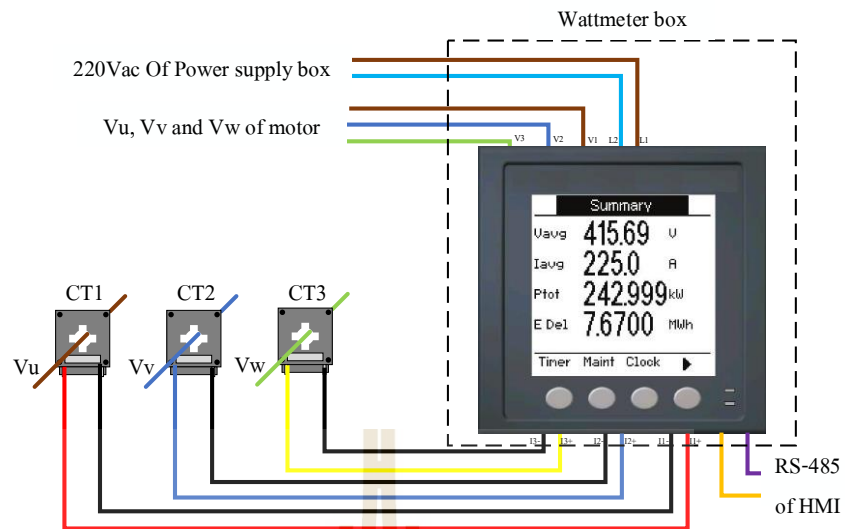 Wattmeter box
220Vac Of Power supply box
Vu, Vv and Vw of motor
V3 V2 V1 L2 L1
Summary
Vavg 415.69 V
Iavg 225.0 A
Ptot 242.999 kW
E Del 7.6700 MWh
Timer Maint Clock
CT1 CT2 CT3
Vu Vv Vw
I3- I3+ I2- I2+ I1- I1+
RS-485
of HMI